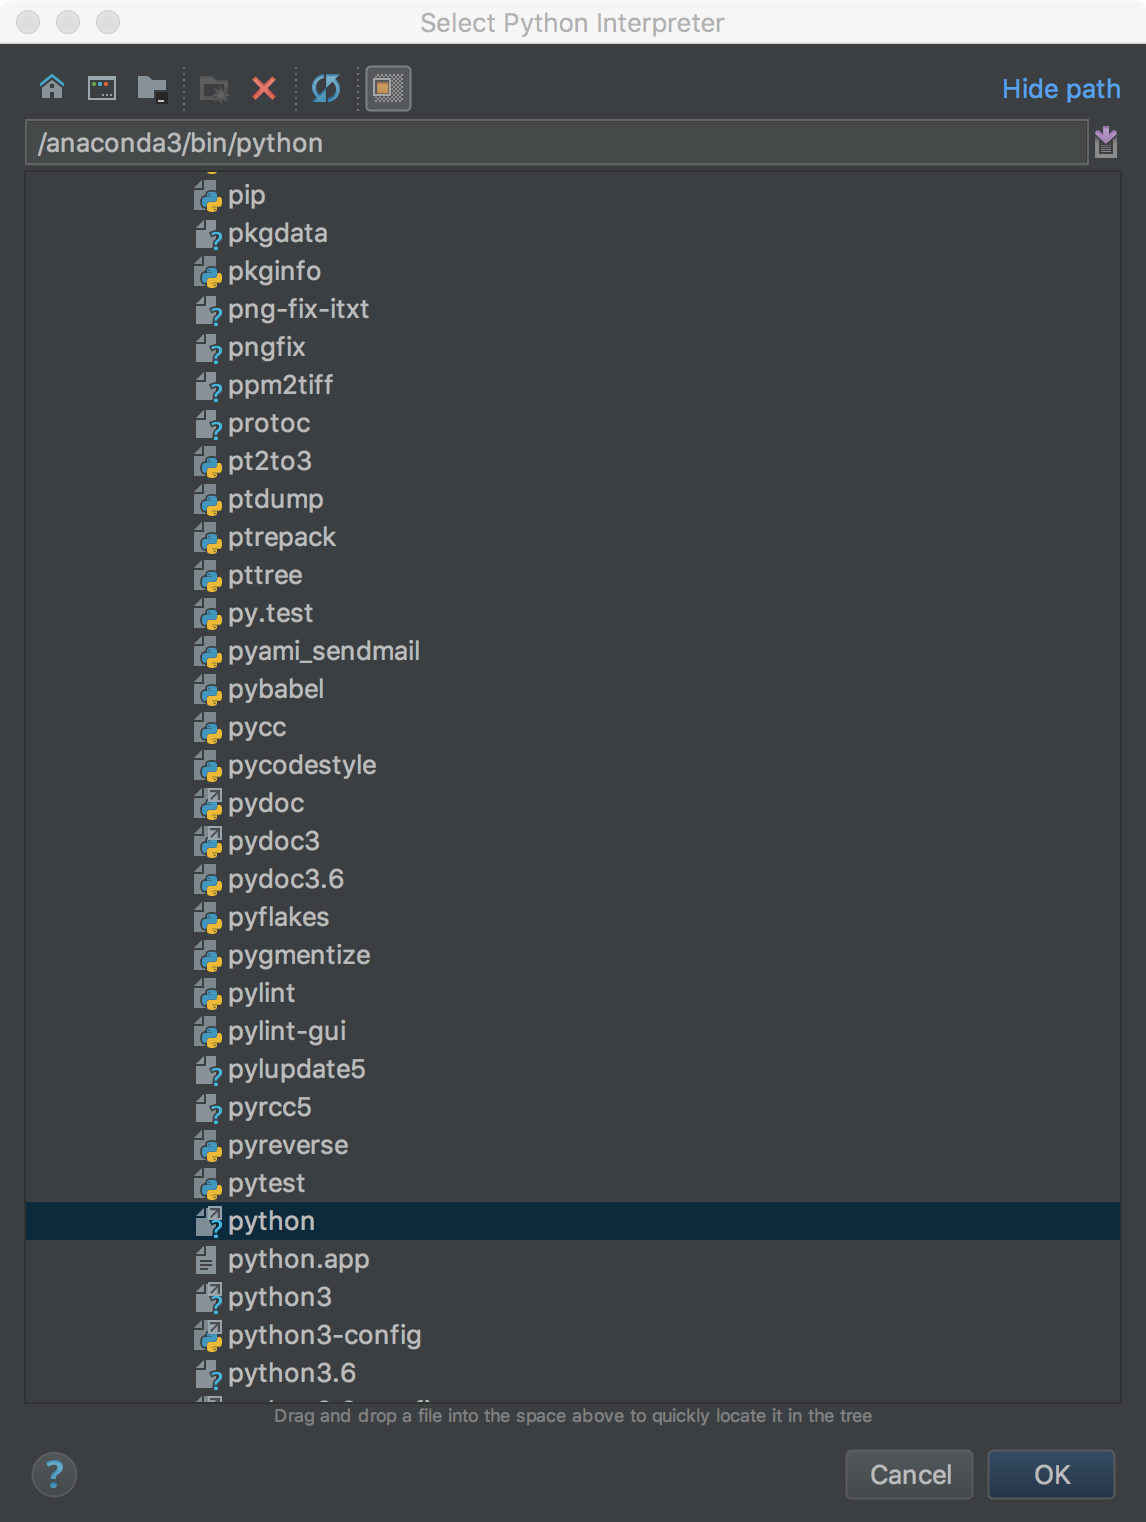 Select Python Interpreter
Hide path
/anaconda3/bin/python
pip
pkgdata
pkginfo
png-fix-itxt
pngfix
ppm2tiff
protoc
pt2to3
ptdump
ptrepack
pttree
py.test
pyami_sendmail
pybabel
pycc
pycodestyle
pydoc
pydoc3
pydoc3.6
pyflakes
pygmentize
pylint
pylint-gui
pylupdate5
pyrcc5
pyreverse
pytest
python
python.app
python3
python3-config
python3.6
Drag and drop a file into the space above to quickly locate it in the tree
?
Cancel
OK